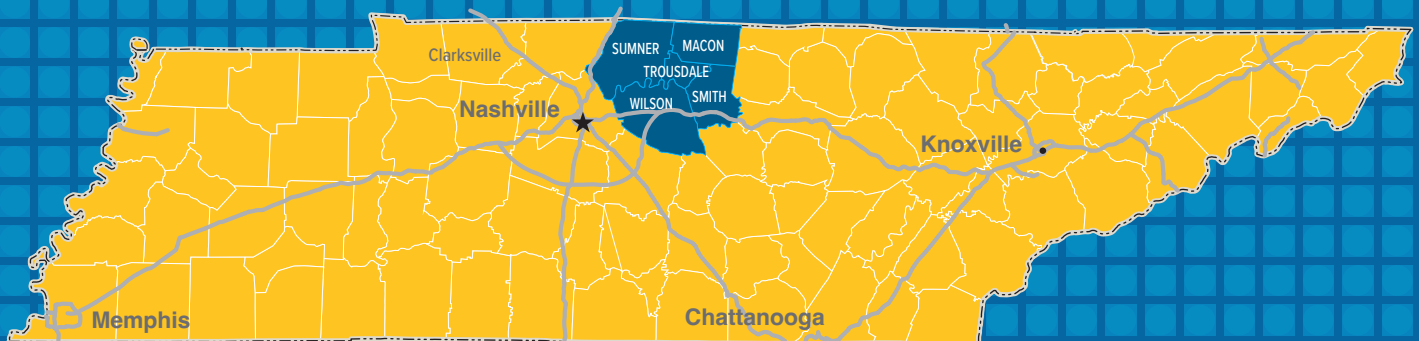 SUMNER
MACON
Clarksville
TROUSDALE
SMITH
WILSON
Nashville
Knoxville
Memphis
Chattanooga